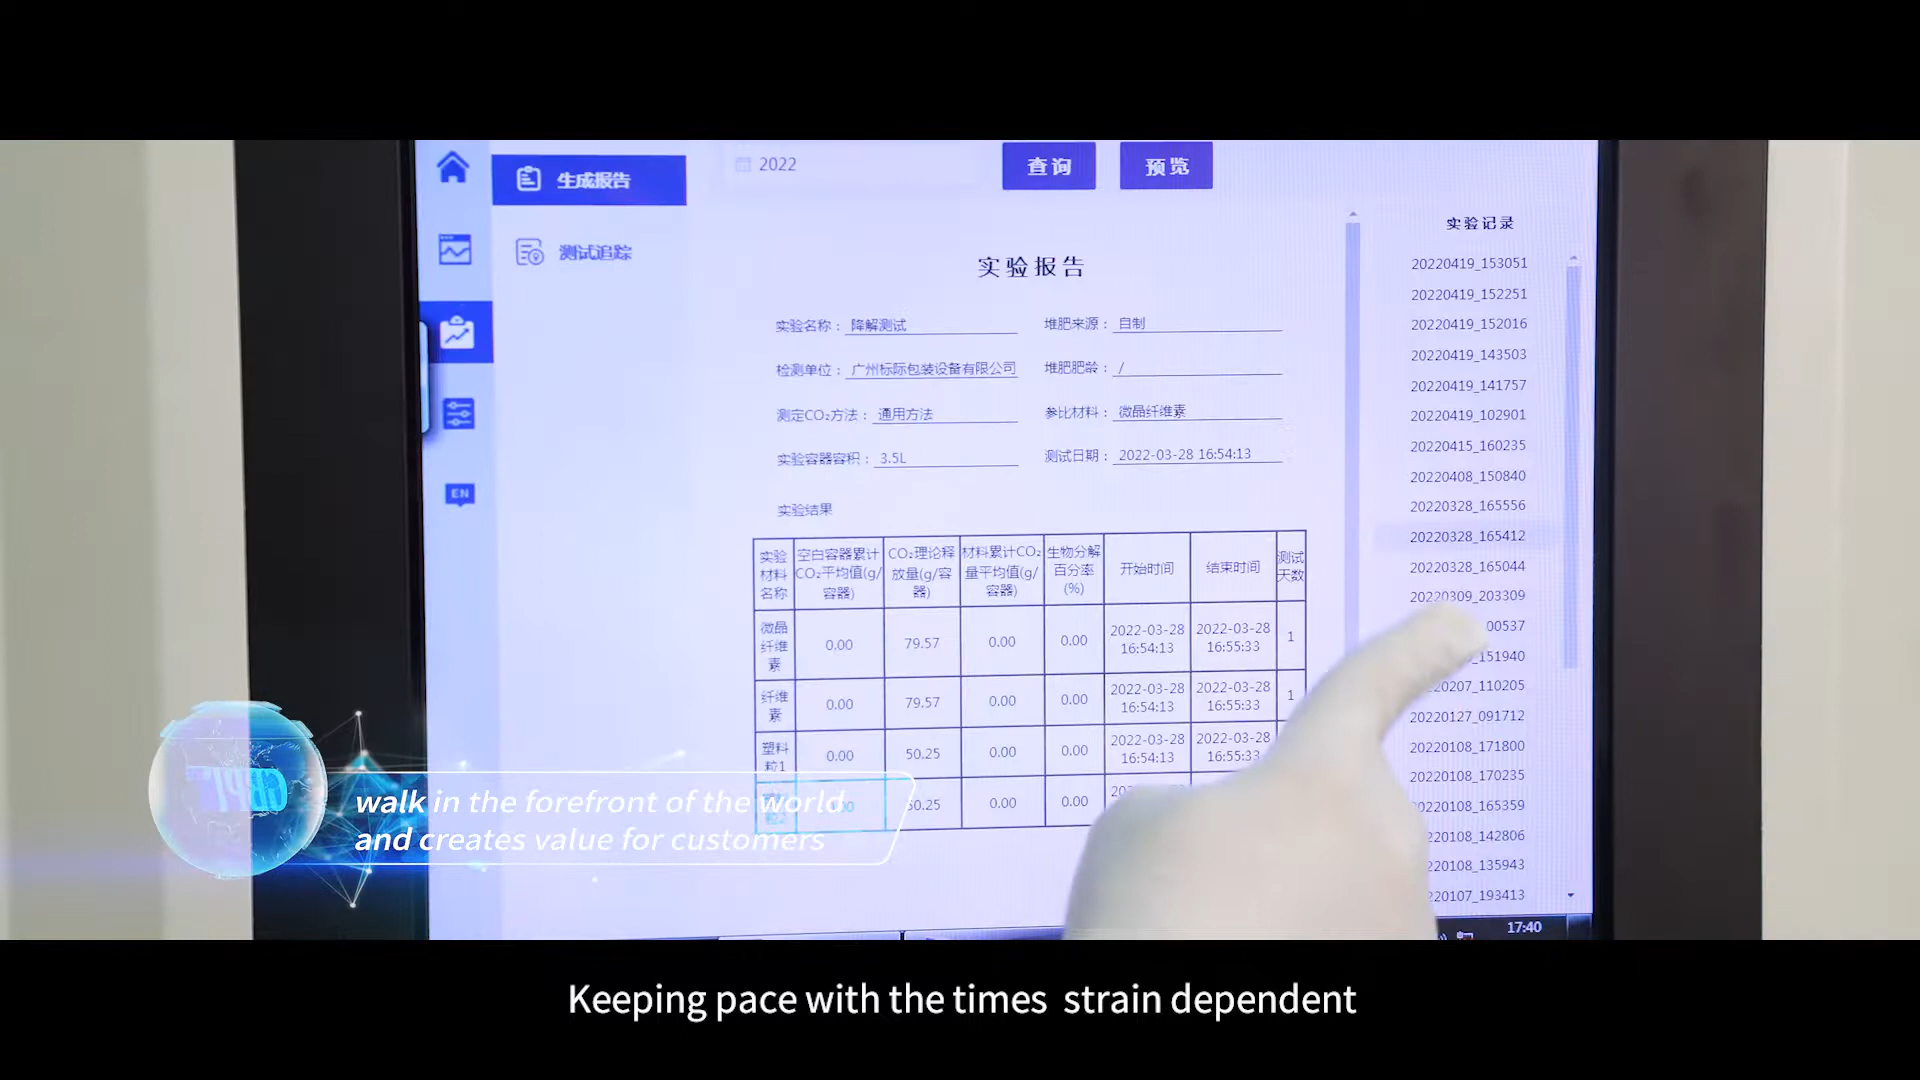 2022
查询
预览
生成报告
测试追踪
EN
实验报告
实验名称： 降解测试
堆肥来源： 自制
检测单位： 广州标际包装设备有限公司
堆肥肥龄： /
测定CO₂方法： 通用方法
参比材料： 微晶纤维素
实验容器容积： 3.5L
测试日期： 2022-03-28 16:54:13
实验结果
实验
材料
名称
空白容器累计
CO₂平均值(g/
容器)
CO₂理论释
放量(g/容
器)
材料累计CO₂
量平均值(g/
容器)
生物分解
百分率
(%)
开始时间
结束时间
测试
天数
微晶
纤维
素
0.00
79.57
0.00
0.00
2022-03-28
16:54:13
2022-03-28
16:55:33
1
纤维
素
0.00
79.57
0.00
0.00
2022-03-28
16:54:13
2022-03-28
16:55:33
1
塑料
粒1
0.00
50.25
0.00
0.00
2022-03-28
16:54:13
2022-03-28
16:55:33
50.25
0.00
0.00
实验记录
20220419_153051
20220419_152251
20220419_152016
20220419_143503
20220419_141757
20220419_102901
20220415_160235
20220408_150840
20220328_165556
20220328_165412
20220328_165044
20220309_203309
00537
_151940
20207_110205
20220127_091712
20220108_171800
20220108_170235
20220108_165359
220108_142806
220108_135943
220107_193413
17:40
GBPI
walk in the forefront of the world
and creates value for customers
Keeping pace with the times strain dependent